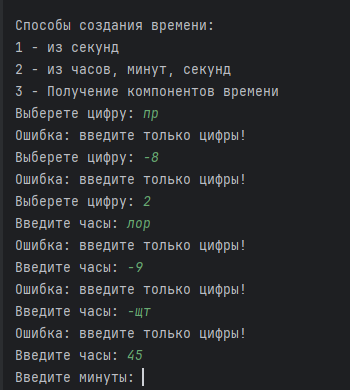 Способы создания времени:
1 - из секунд
2 - из часов, минут, секунд
3 - Получение компонентов времени
Выберете цифру: пр
Ошибка: введите только цифры!
Выберете цифру: -8
Ошибка: введите только цифры!
Выберете цифру: 2
Введите часы: лор
Ошибка: введите только цифры!
Введите часы: -9
Ошибка: введите только цифры!
Введите часы: -щт
Ошибка: введите только цифры!
Введите часы: 45
Введите минуты: